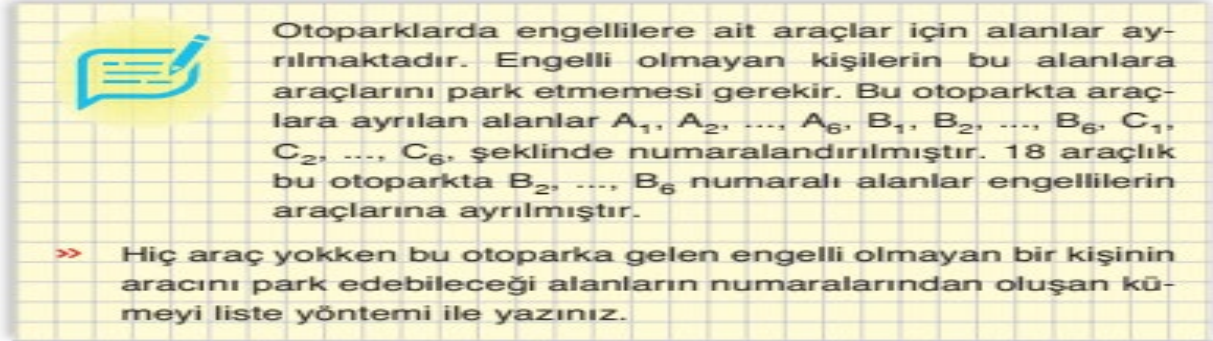 Otoparklarda engellilere ait araçlar için alanlar ay-
rılmaktadır. Engelli olmayan kişilerin bu alanlara
araçlarını park etmemesi gerekir. Bu otoparkta araç-
lara ayrılan alanlar A₁, A₂, ..., A₆, B₁, B₂, ..., B₆, C₁,
C₂, ..., C₆, şeklinde numaralandırılmıştır. 18 araçlık
bu otoparkta B₂, ..., B₆ numaralı alanlar engellilerin
araçlarına ayrılmıştır.
>> Hiç araç yokken bu otoparka gelen engelli olmayan bir kişinin
aracını park edebileceği alanların numaralarından oluşan kü-
meyi liste yöntemi ile yazınız.